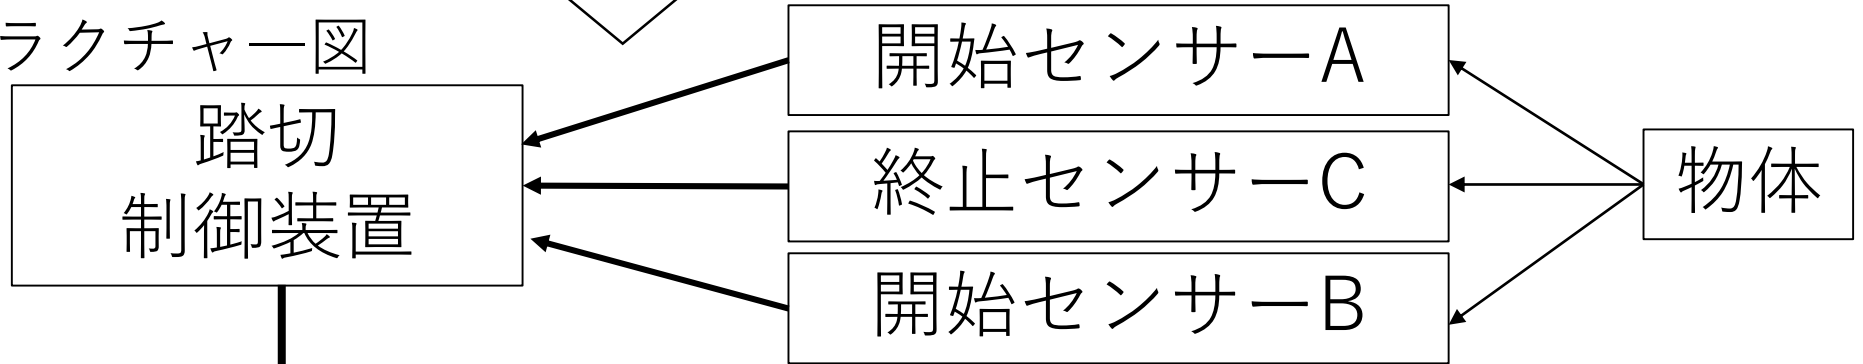 ラクチャー図
踏切
制御装置
開始センサーA
終止センサーC
開始センサーB
物体